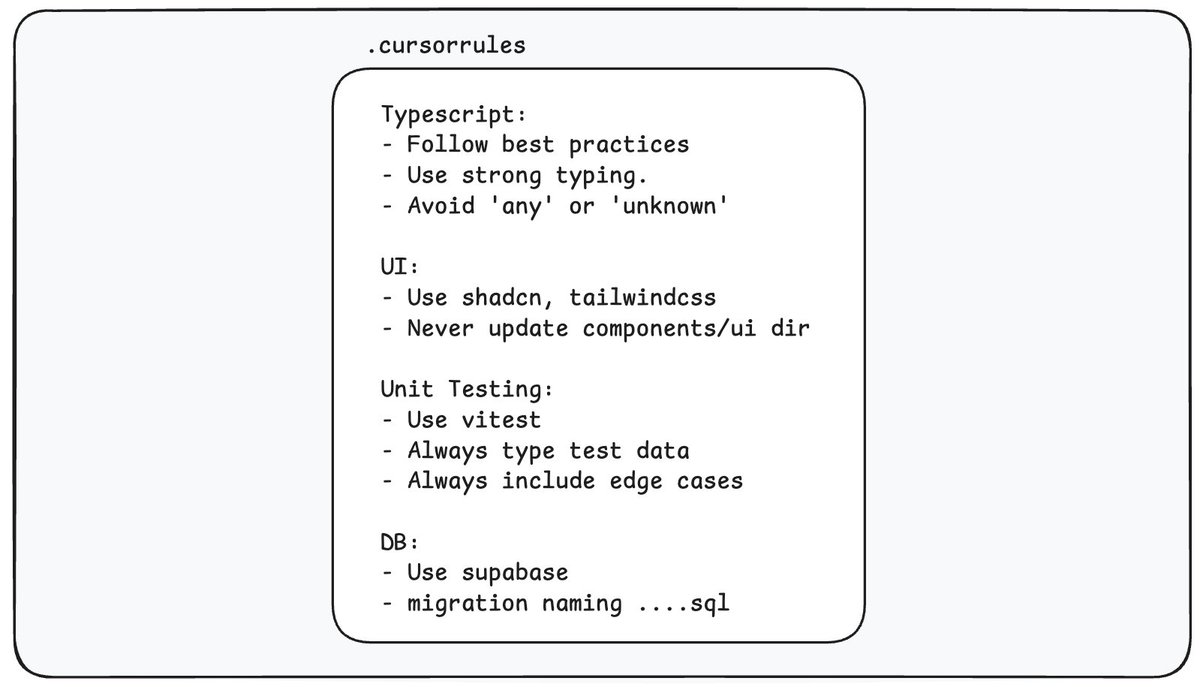 .cursorrules
Typescript:
- Follow best practices
- Use strong typing.
- Avoid 'any' or 'unknown'
UI:
- Use shadcn, tailwindcss
- Never update components/ui dir
Unit Testing:
- Use vitest
- Always type test data
- Always include edge cases
DB:
- Use supabase
- migration naming ....sql